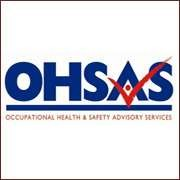 OHSAS
OCCUPATIONAL HEALTH & SAFETY ADVISORY SERVICES